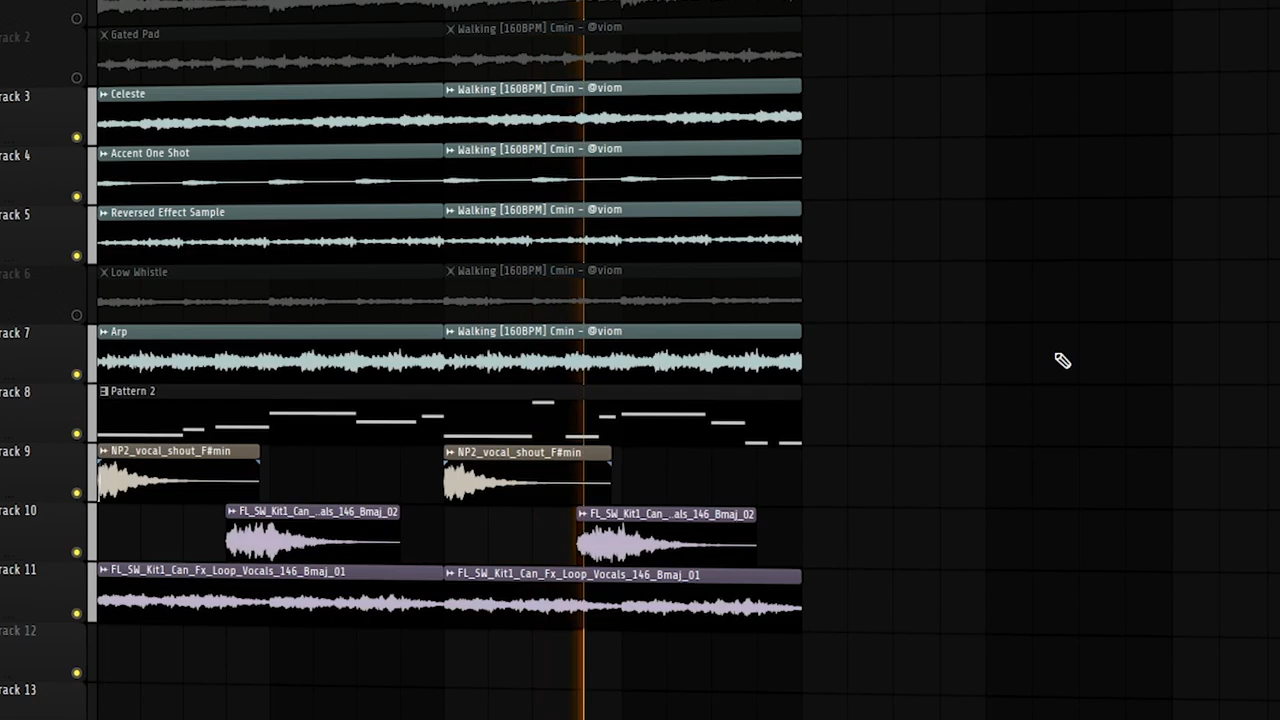 rack 2
Gated Pad
Walking [160BPM] Cmin - @viom
rack 3
Celeste
Walking [160BPM] Cmin - @viom
rack 4
Accent One Shot
Walking [160BPM] Cmin - @viom
rack 5
Reversed Effect Sample
Walking [160BPM] Cmin - @viom
rack 6
Low Whistle
Walking [160BPM] Cmin - @viom
rack 7
Arp
Walking [160BPM] Cmin - @viom
rack 8
Pattern 2
rack 9
NP2_vocal_shout_F#min
NP2_vocal_shout_F#min
rack 10
FL_SW_Kit1_Can_…als_146_Bmaj_02
FL_SW_Kit1_Can_…als_146_Bmaj_02
rack 11
FL_SW_Kit1_Can_Fx_Loop_Vocals_146_Bmaj_01
FL_SW_Kit1_Can_Fx_Loop_Vocals_146_Bmaj_01
rack 12
rack 13